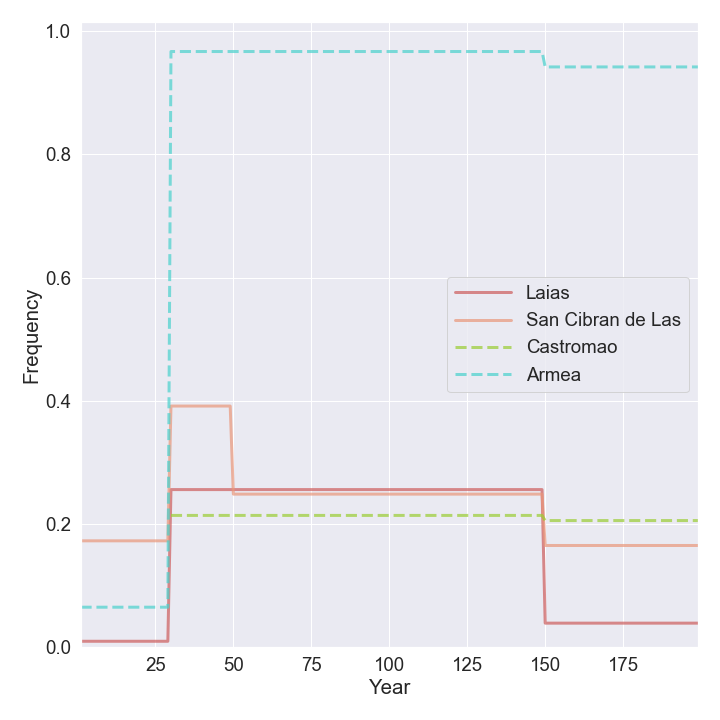 1.0
0.8
0.6
0.4
0.2
0.0
Frequency
Laias
San Cibran de Las
Castromao
Armea
25 50 75 100 125 150 175
Year